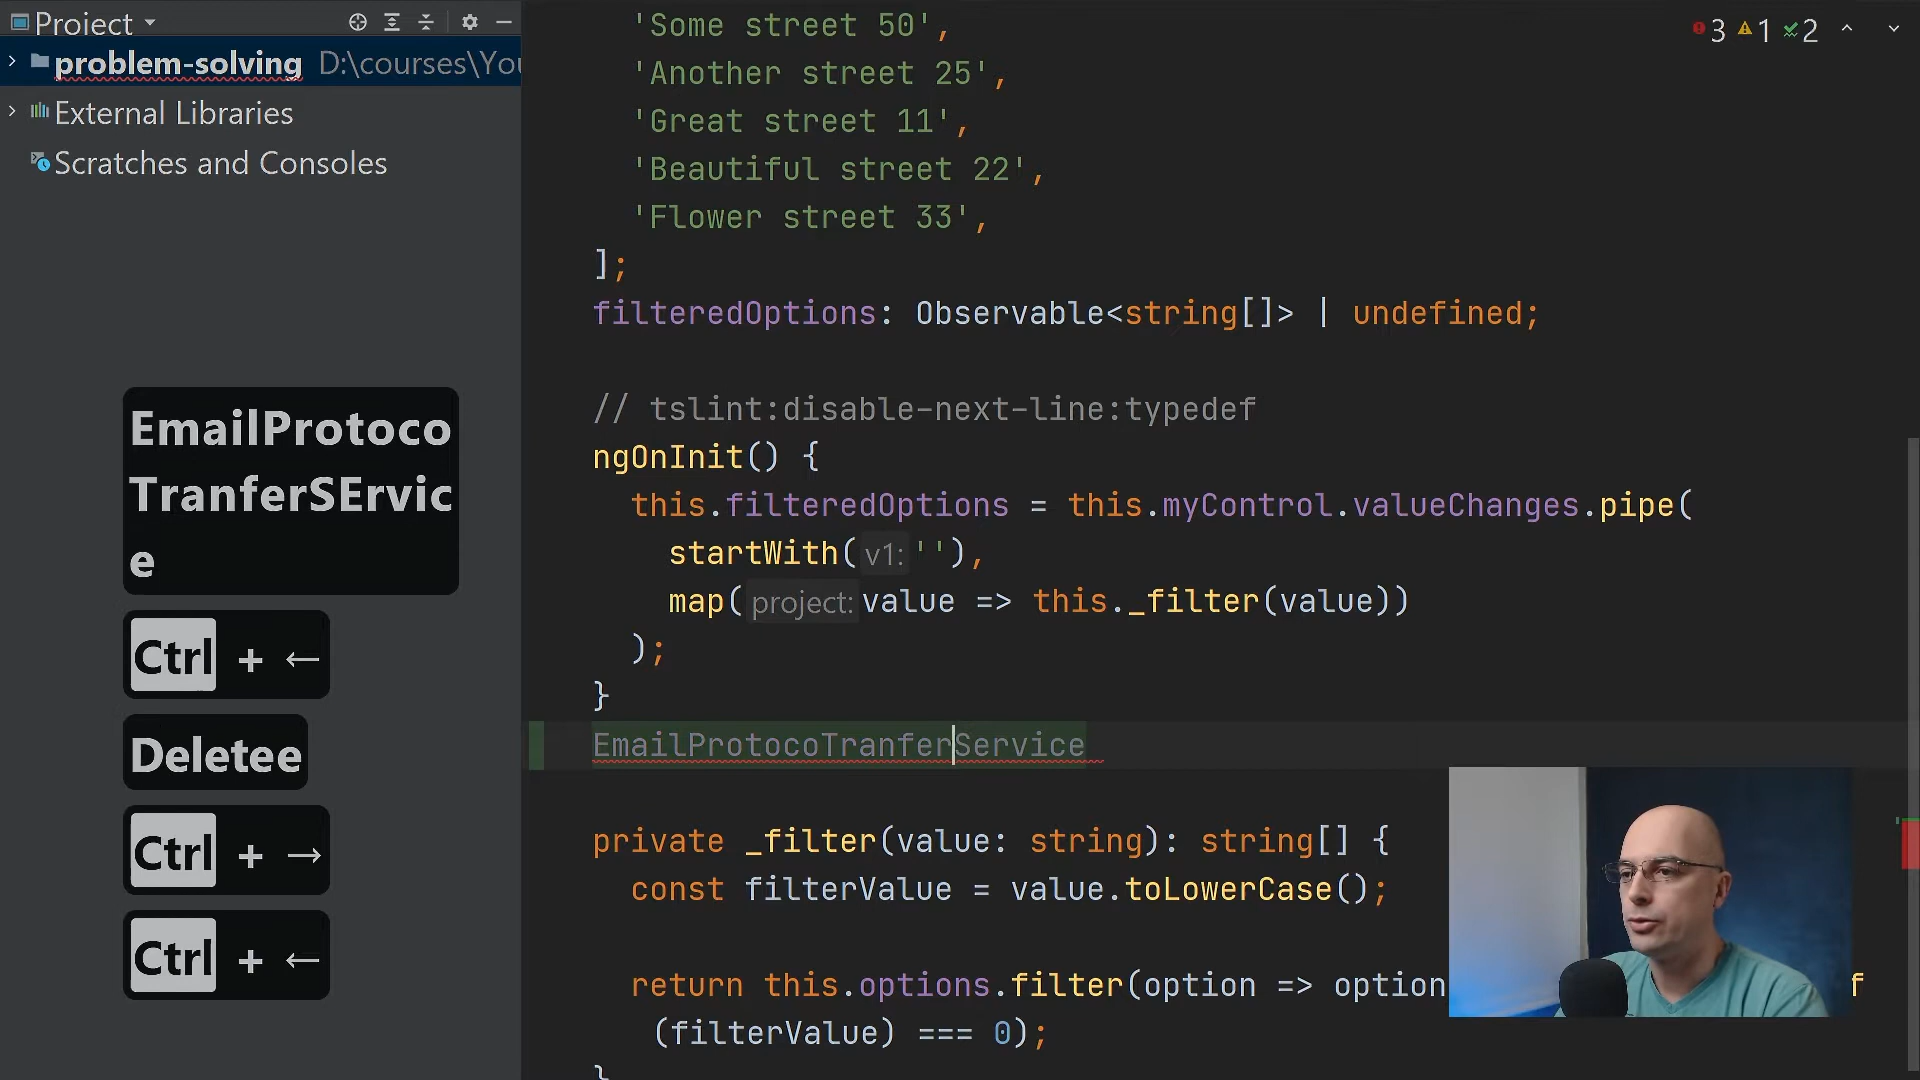 Project
problem-solving D:\courses\You
External Libraries
Scratches and Consoles
EmailProtoco
TranferSErvic
e
Ctrl + ←
Deletee
Ctrl + →
Ctrl + ←
3 1 2
'Some street 50',
'Another street 25',
'Great street 11',
'Beautiful street 22',
'Flower street 33',
];
filteredOptions: Observable<string[]> | undefined;
// tslint:disable-next-line:typedef
ngOnInit() {
this.filteredOptions = this.myControl.valueChanges.pipe(
startWith( v1: ''),
map( project: value => this._filter(value))
);
}
EmailProtocoTranferService
private _filter(value: string): string[] {
const filterValue = value.toLowerCase();
return this.options.filter(option => option f
(filterValue) === 0);
}